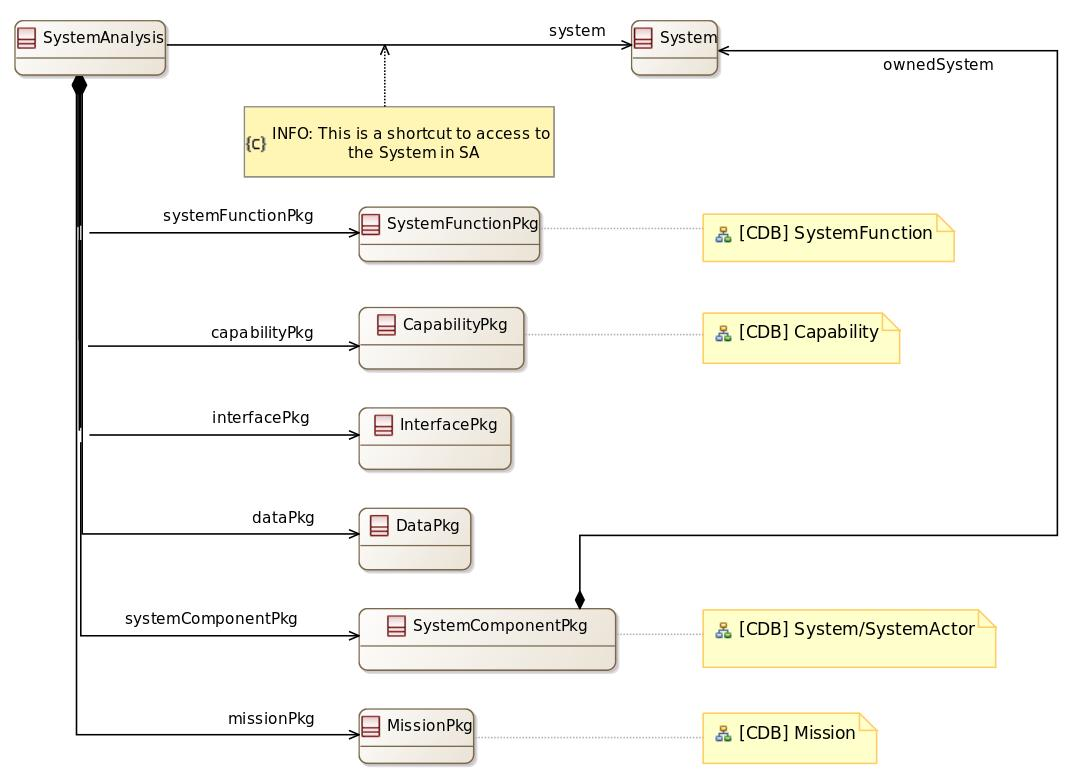 SystemAnalysis
system
System
ownedSystem
{c} INFO: This is a shortcut to access to
the System in SA
systemFunctionPkg
SystemFunctionPkg
[CDB] SystemFunction
capabilityPkg
CapabilityPkg
[CDB] Capability
interfacePkg
InterfacePkg
dataPkg
DataPkg
systemComponentPkg
SystemComponentPkg
[CDB] System/SystemActor
missionPkg
MissionPkg
[CDB] Mission